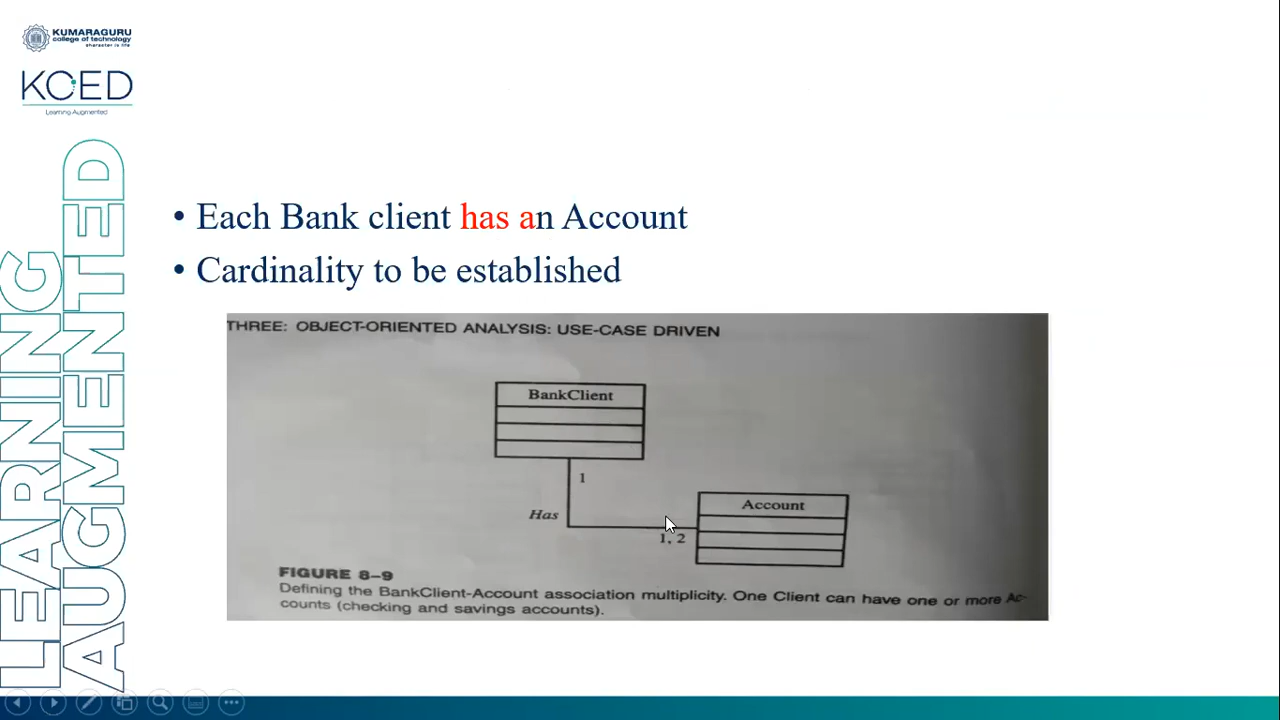 KUMARAGURU
college of technology
character is life
KCED
Learning Augmented
LEARNING
AUGMENTED
• Each Bank client has an Account
• Cardinality to be established
THREE: OBJECT-ORIENTED ANALYSIS: USE-CASE DRIVEN
BankClient
1
Has
Account
1, 2
FIGURE 8–9
Defining the BankClient-Account association multiplicity. One Client can have one or more Ac-
counts (checking and savings accounts).